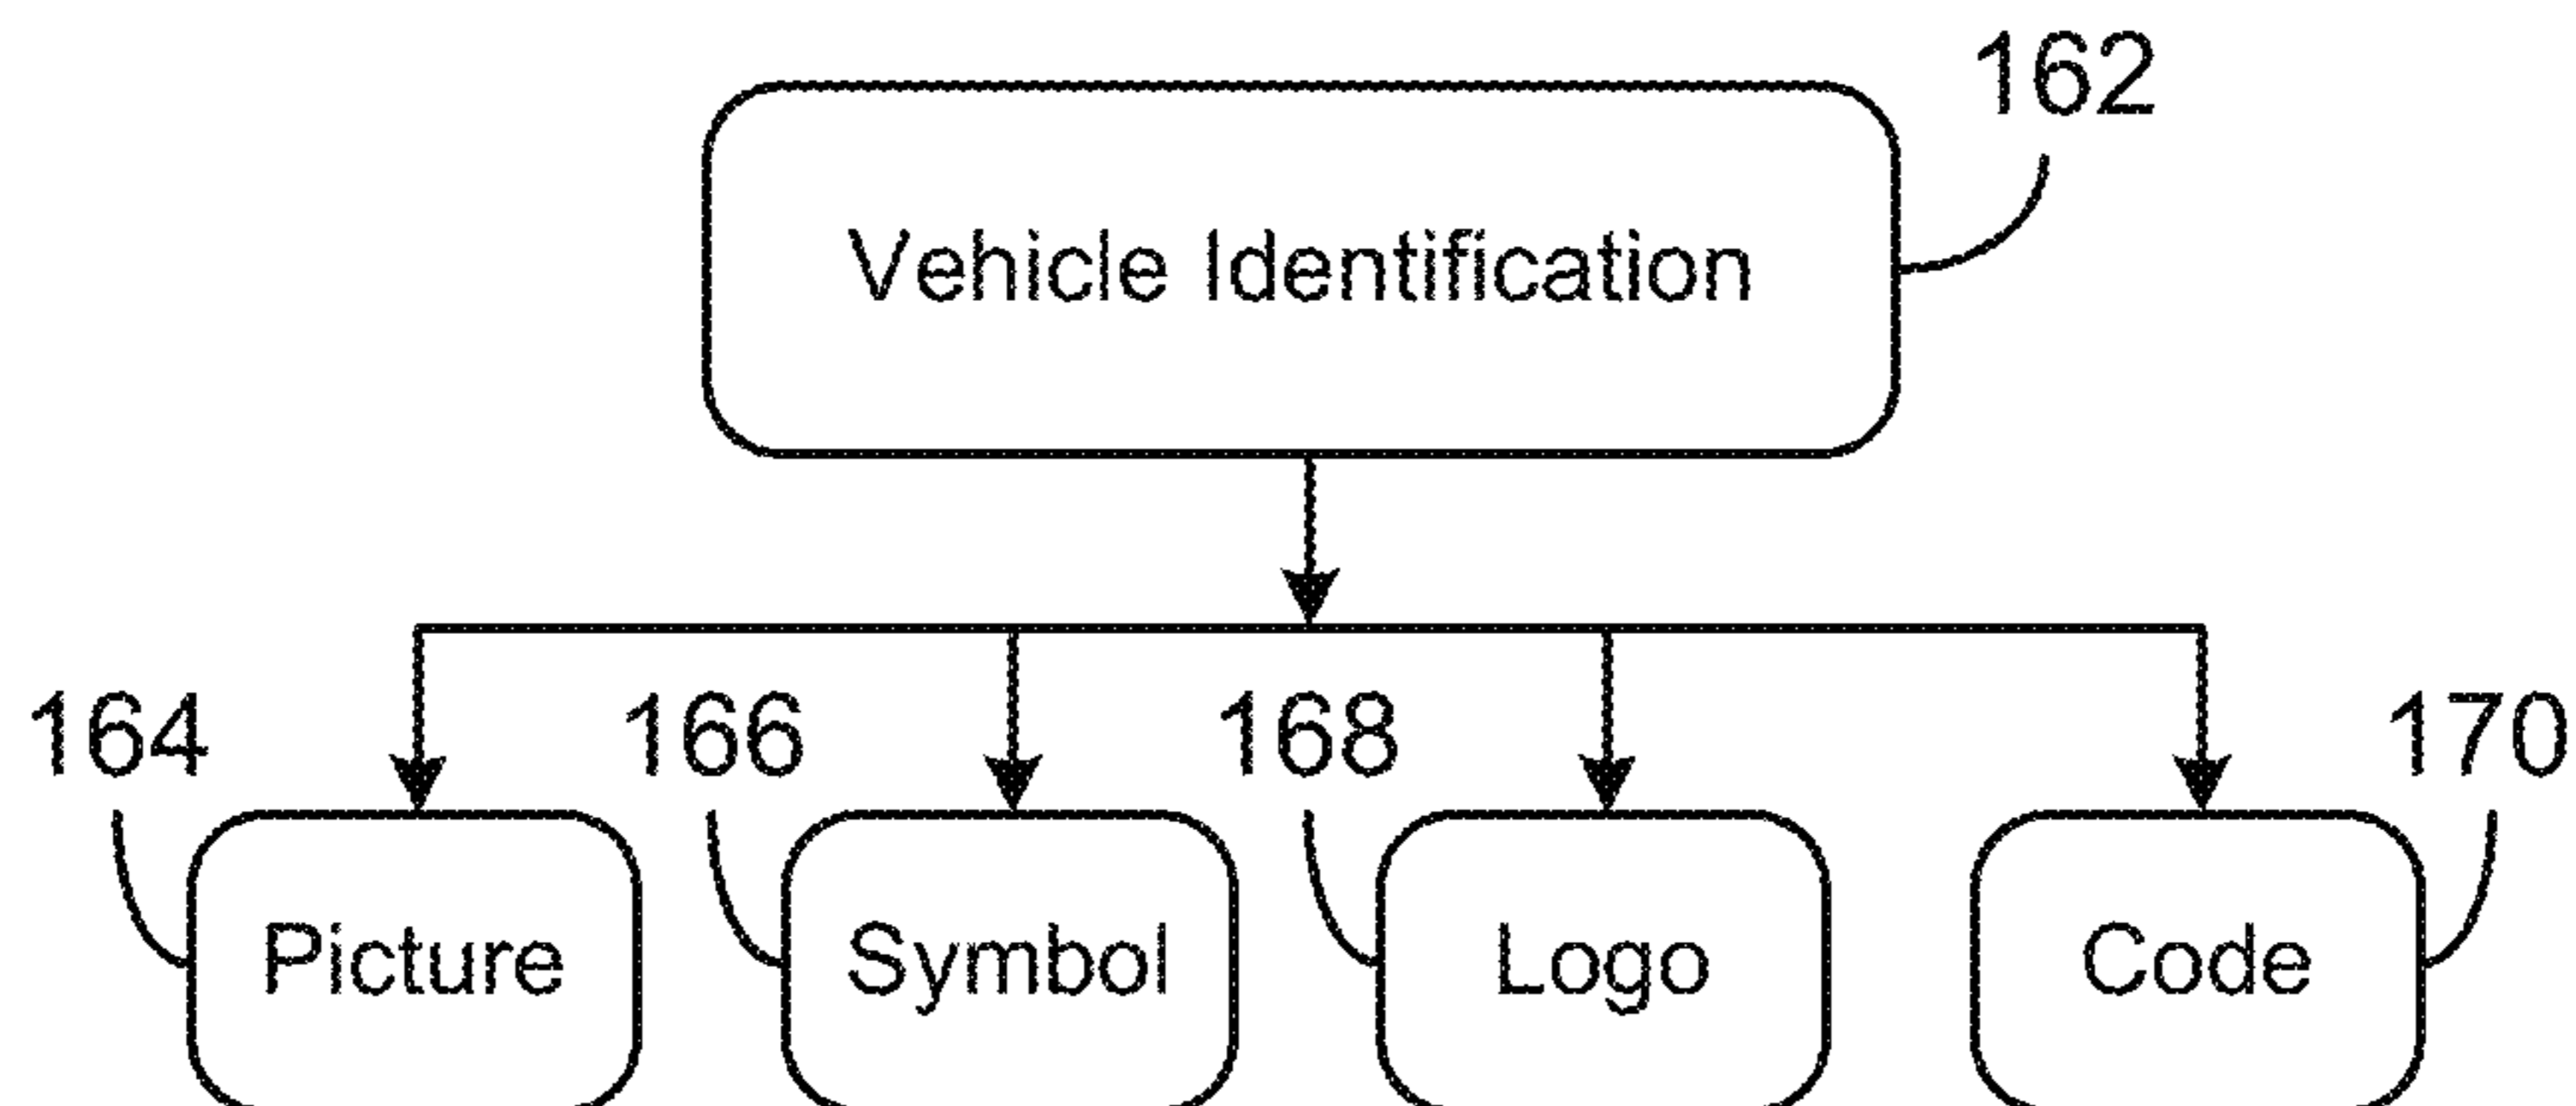 162
Vehicle Identification
164
166
168
170
Picture
Symbol
Logo
Code